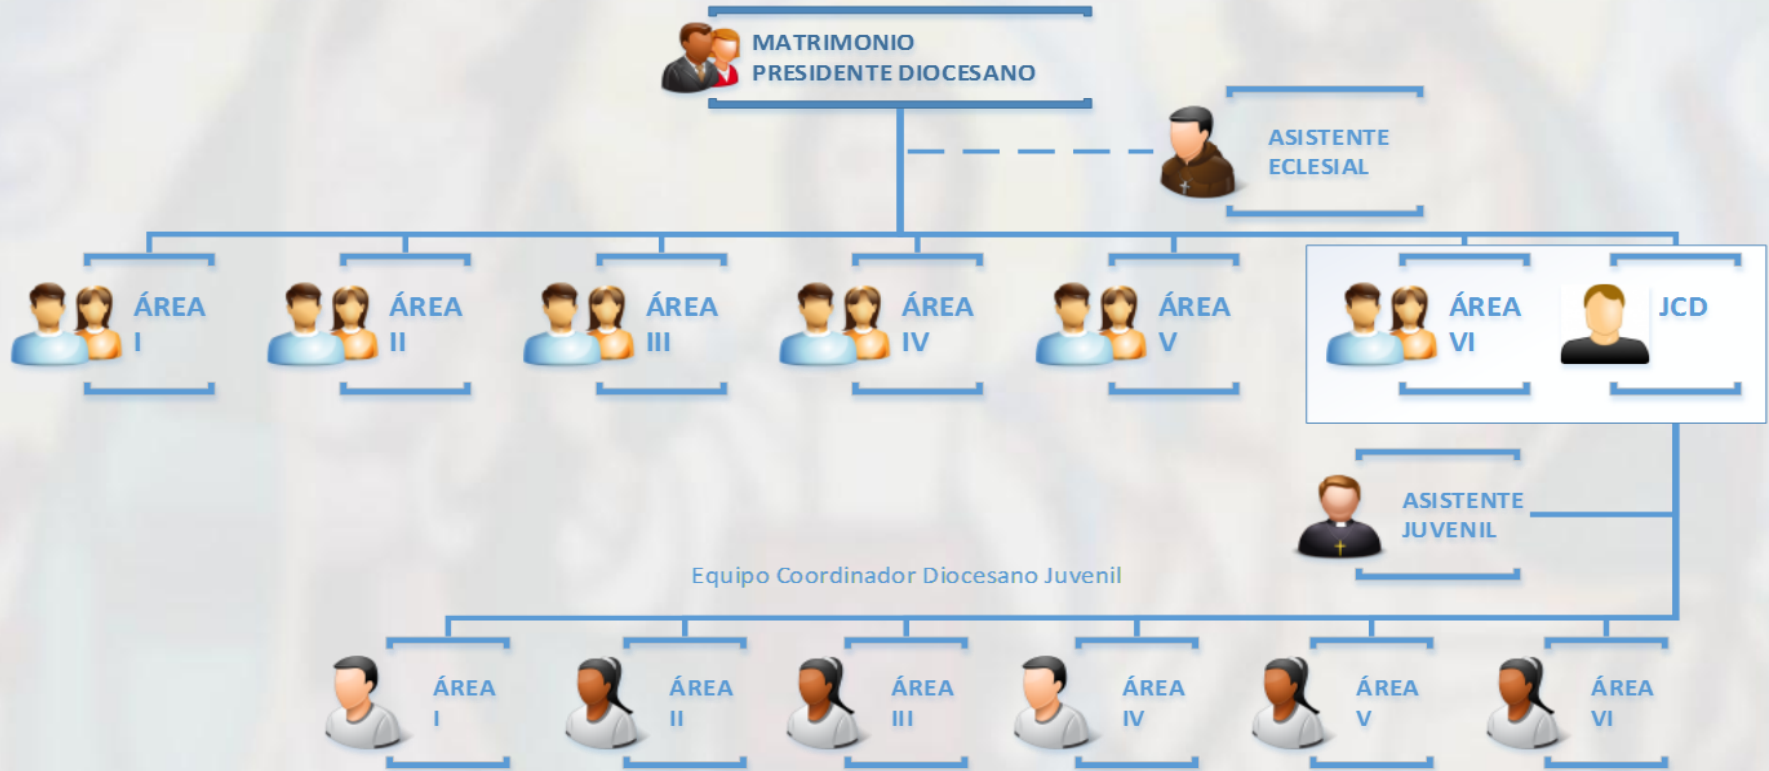 MATRIMONIO
PRESIDENTE DIOCESANO
ASISTENTE
ECLESIAL
ÁREA
I
ÁREA
II
ÁREA
III
ÁREA
IV
ÁREA
V
ÁREA
VI
JCD
ASISTENTE
JUVENIL
Equipo Coordinador Diocesano Juvenil
ÁREA
I
ÁREA
II
ÁREA
III
ÁREA
IV
ÁREA
V
ÁREA
VI